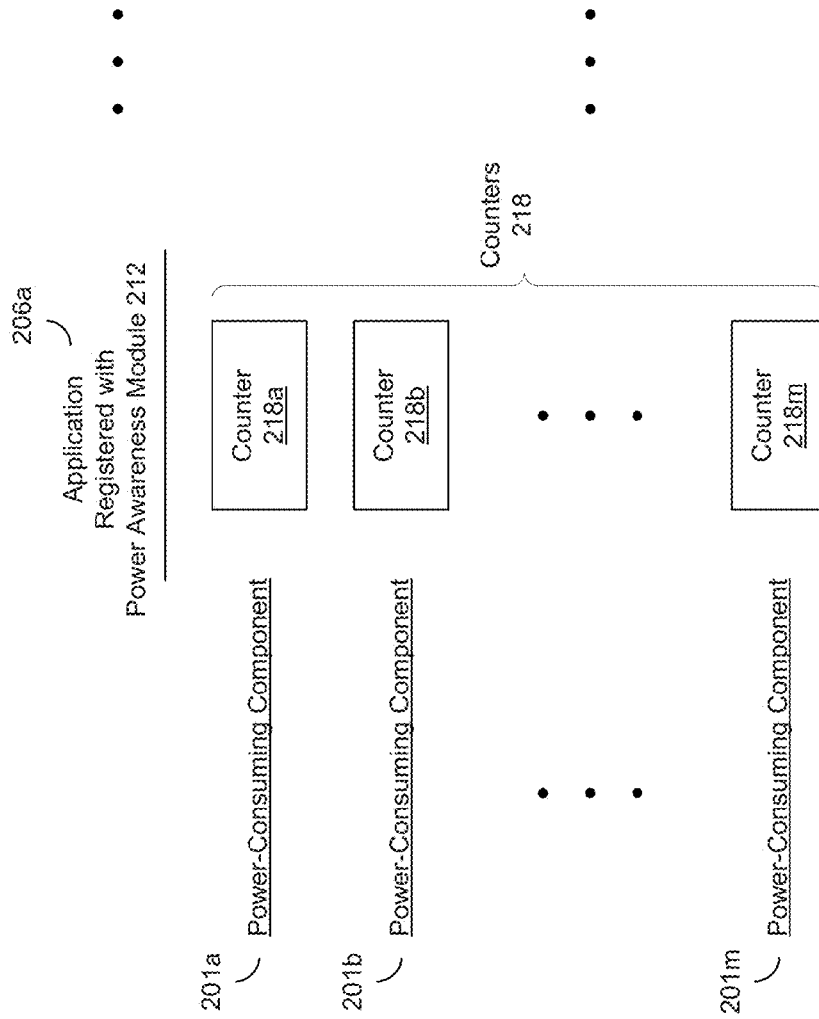 206a
Application
Registered with
Power Awareness Module 212
201a
Power-Consuming Component
Counter
218a
201b
Power-Consuming Component
Counter
218b
Counters
218
201m
Power-Consuming Component
Counter
218m